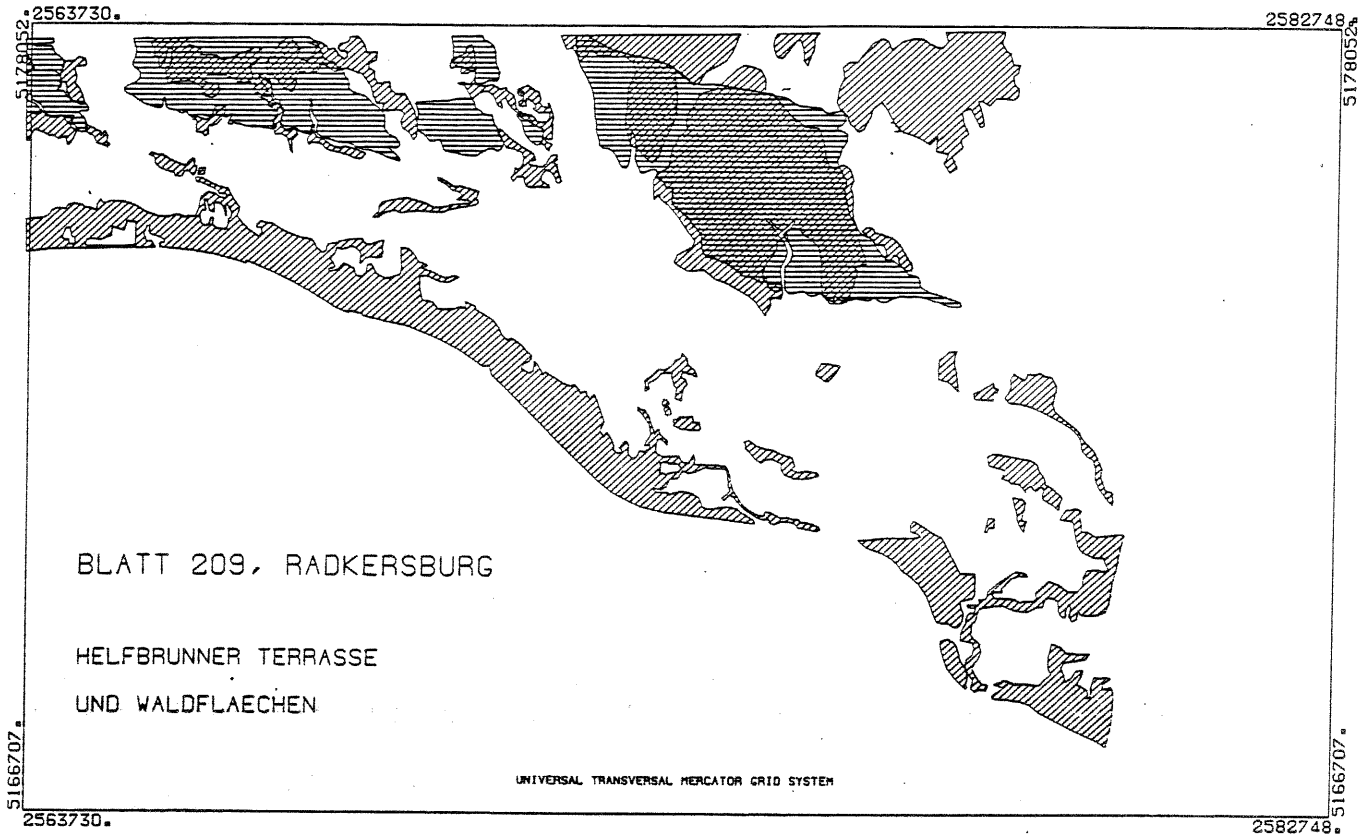 2563730.
2582748.
5178052.
5178052.
BLATT 209, RADKERSBURG
HELFBRUNNER TERRASSE
UND WALDFLAECHEN
UNIVERSAL TRANSVERSAL MERCATOR GRID SYSTEM
5166707.
5166707.
2563730.
2582748.